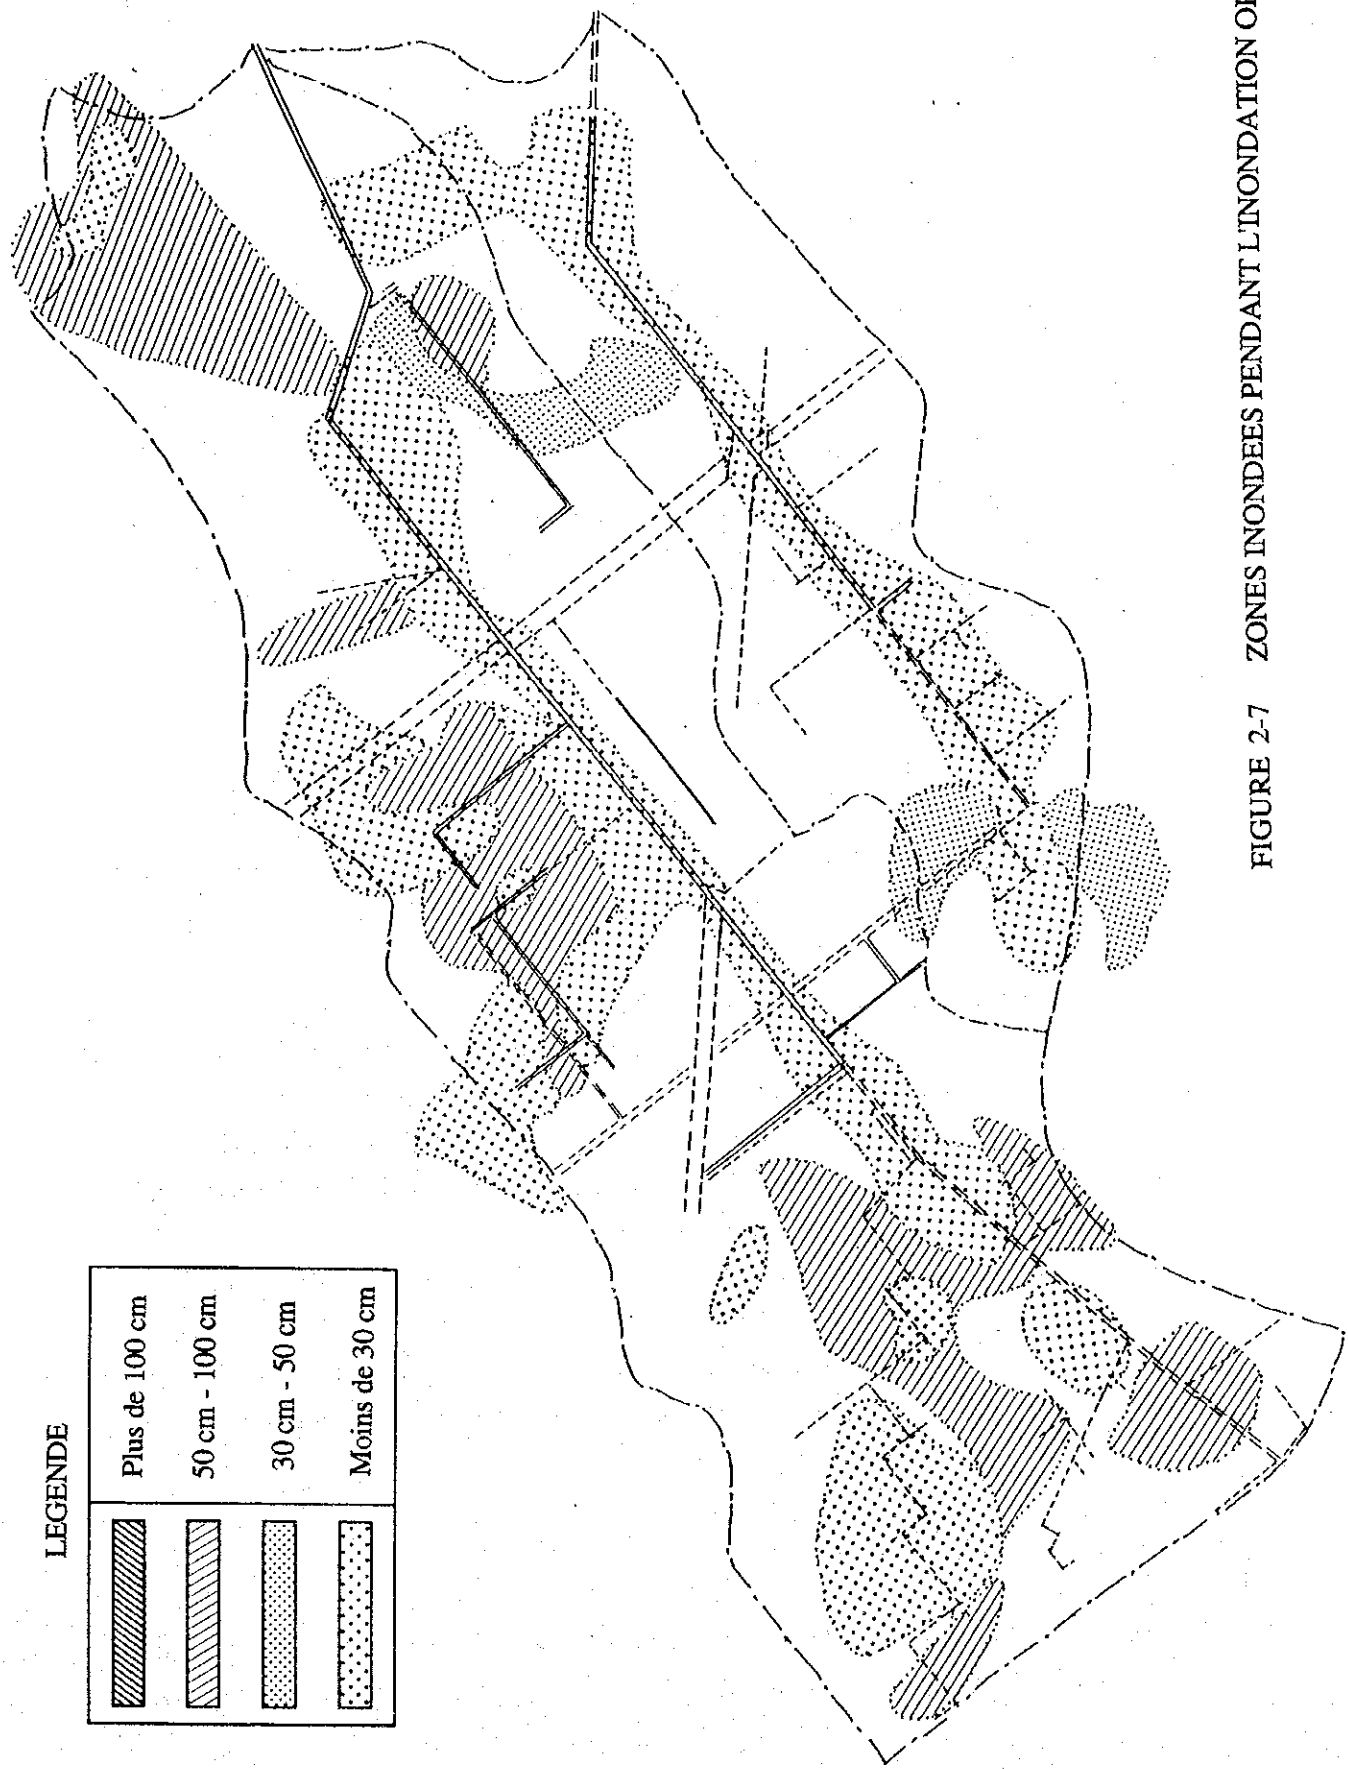 LEGENDE
Plus de 100 cm
50 cm - 100 cm
30 cm - 50 cm
Moins de 30 cm
FIGURE 2-7 ZONES INONDEES PENDANT L'INONDATION